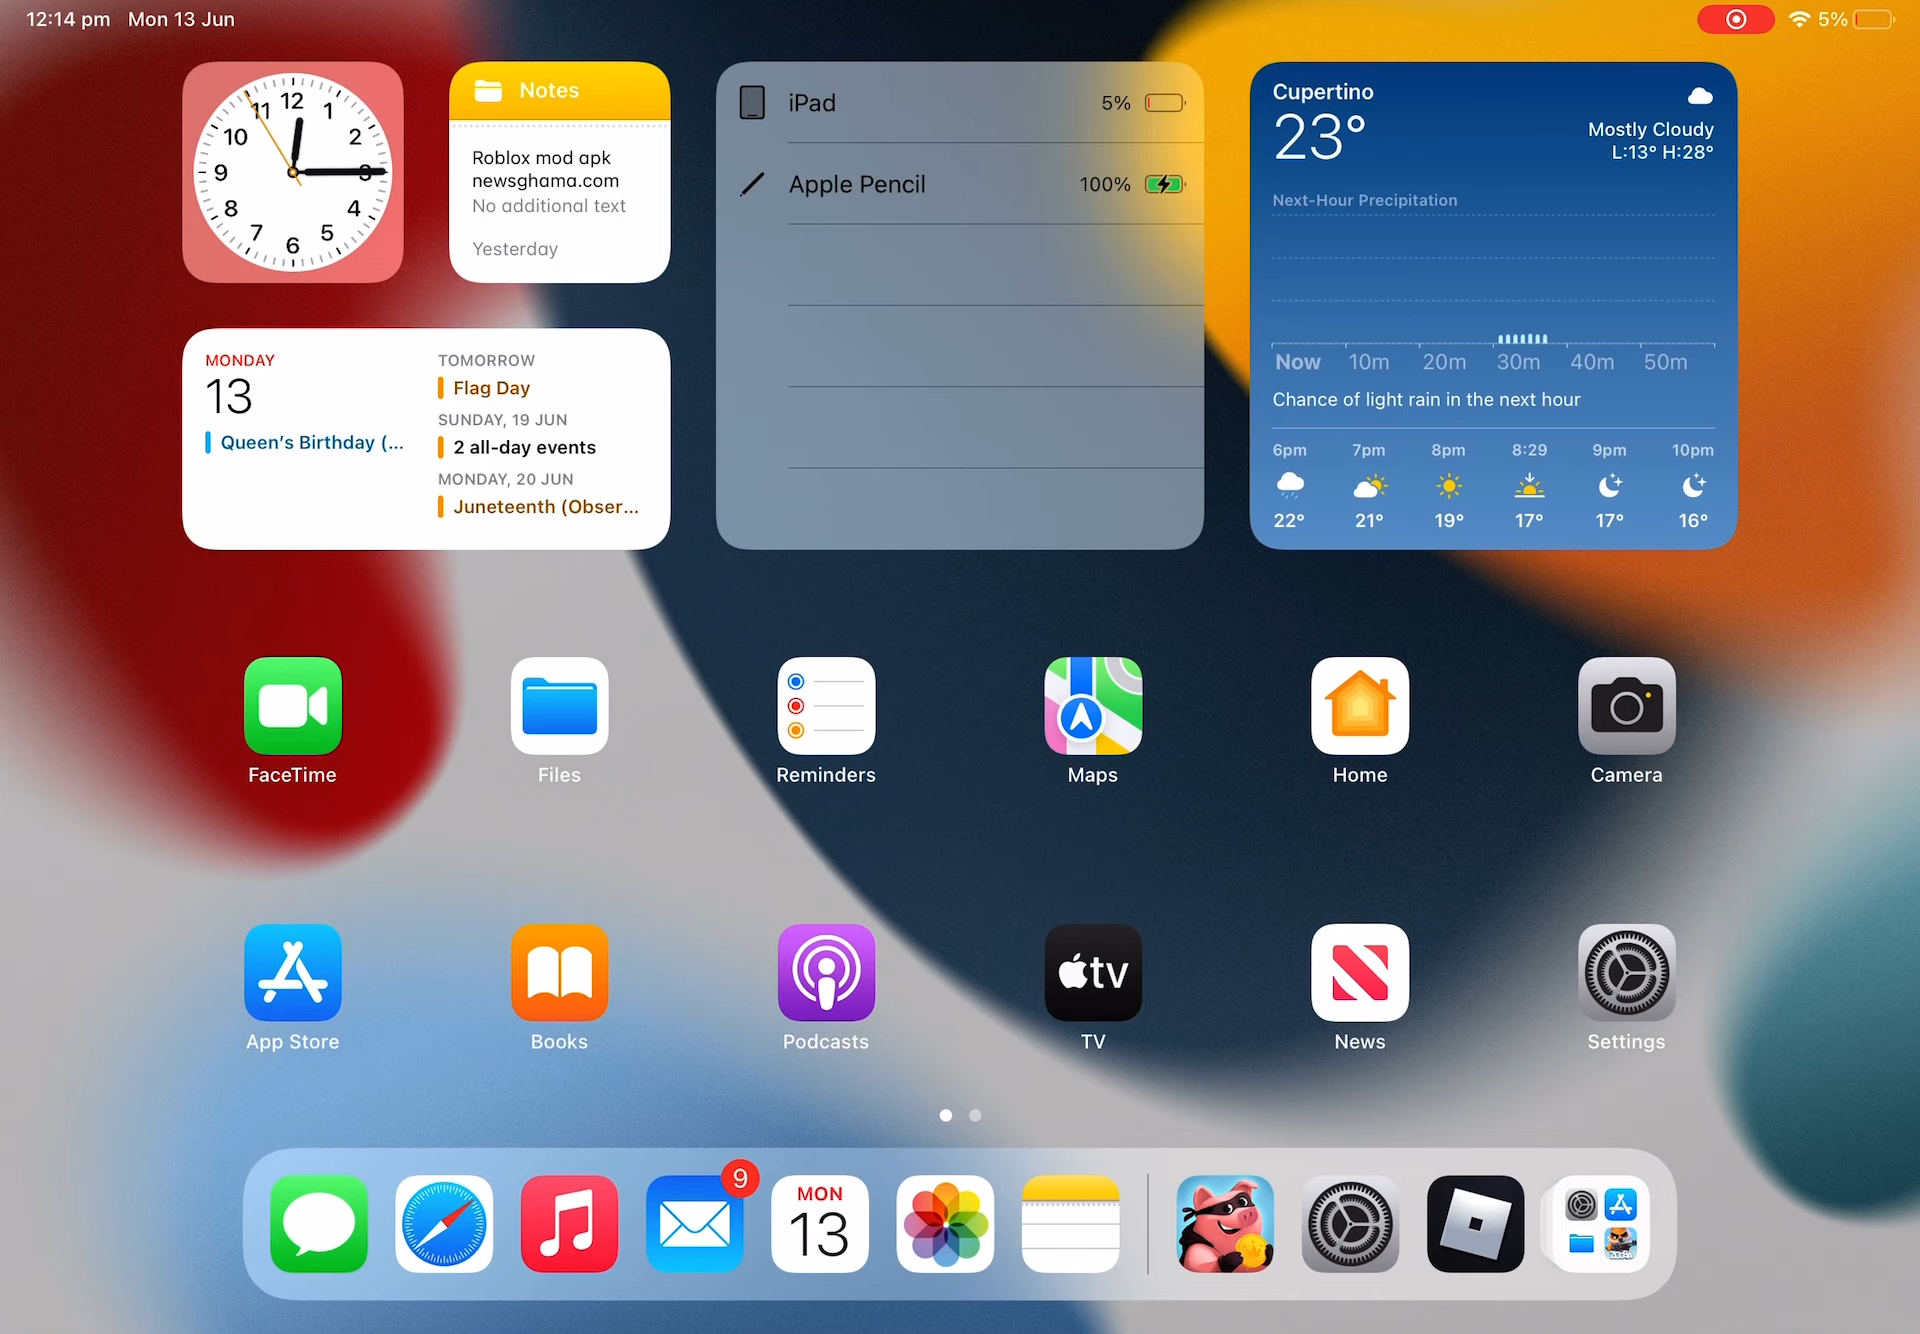 12:14 pm Mon 13 Jun
5%
12
1
2
3
4
5
6
7
8
9
10
11
Notes
Roblox mod apk
newsghama.com
No additional text
Yesterday
iPad 5%
Apple Pencil 100%
Cupertino
23°
Mostly Cloudy
L:13° H:28°
Next-Hour Precipitation
Now 10m 20m 30m 40m 50m
Chance of light rain in the next hour
6pm 7pm 8pm 8:29 9pm 10pm
22° 21° 19° 17° 17° 16°
MONDAY
13
Queen's Birthday (...
TOMORROW
Flag Day
SUNDAY, 19 JUN
2 all-day events
MONDAY, 20 JUN
Juneteenth (Obser...
FaceTime Files Reminders Maps Home Camera
tv
App Store Books Podcasts TV News Settings
9
MON
13
ZOOBA